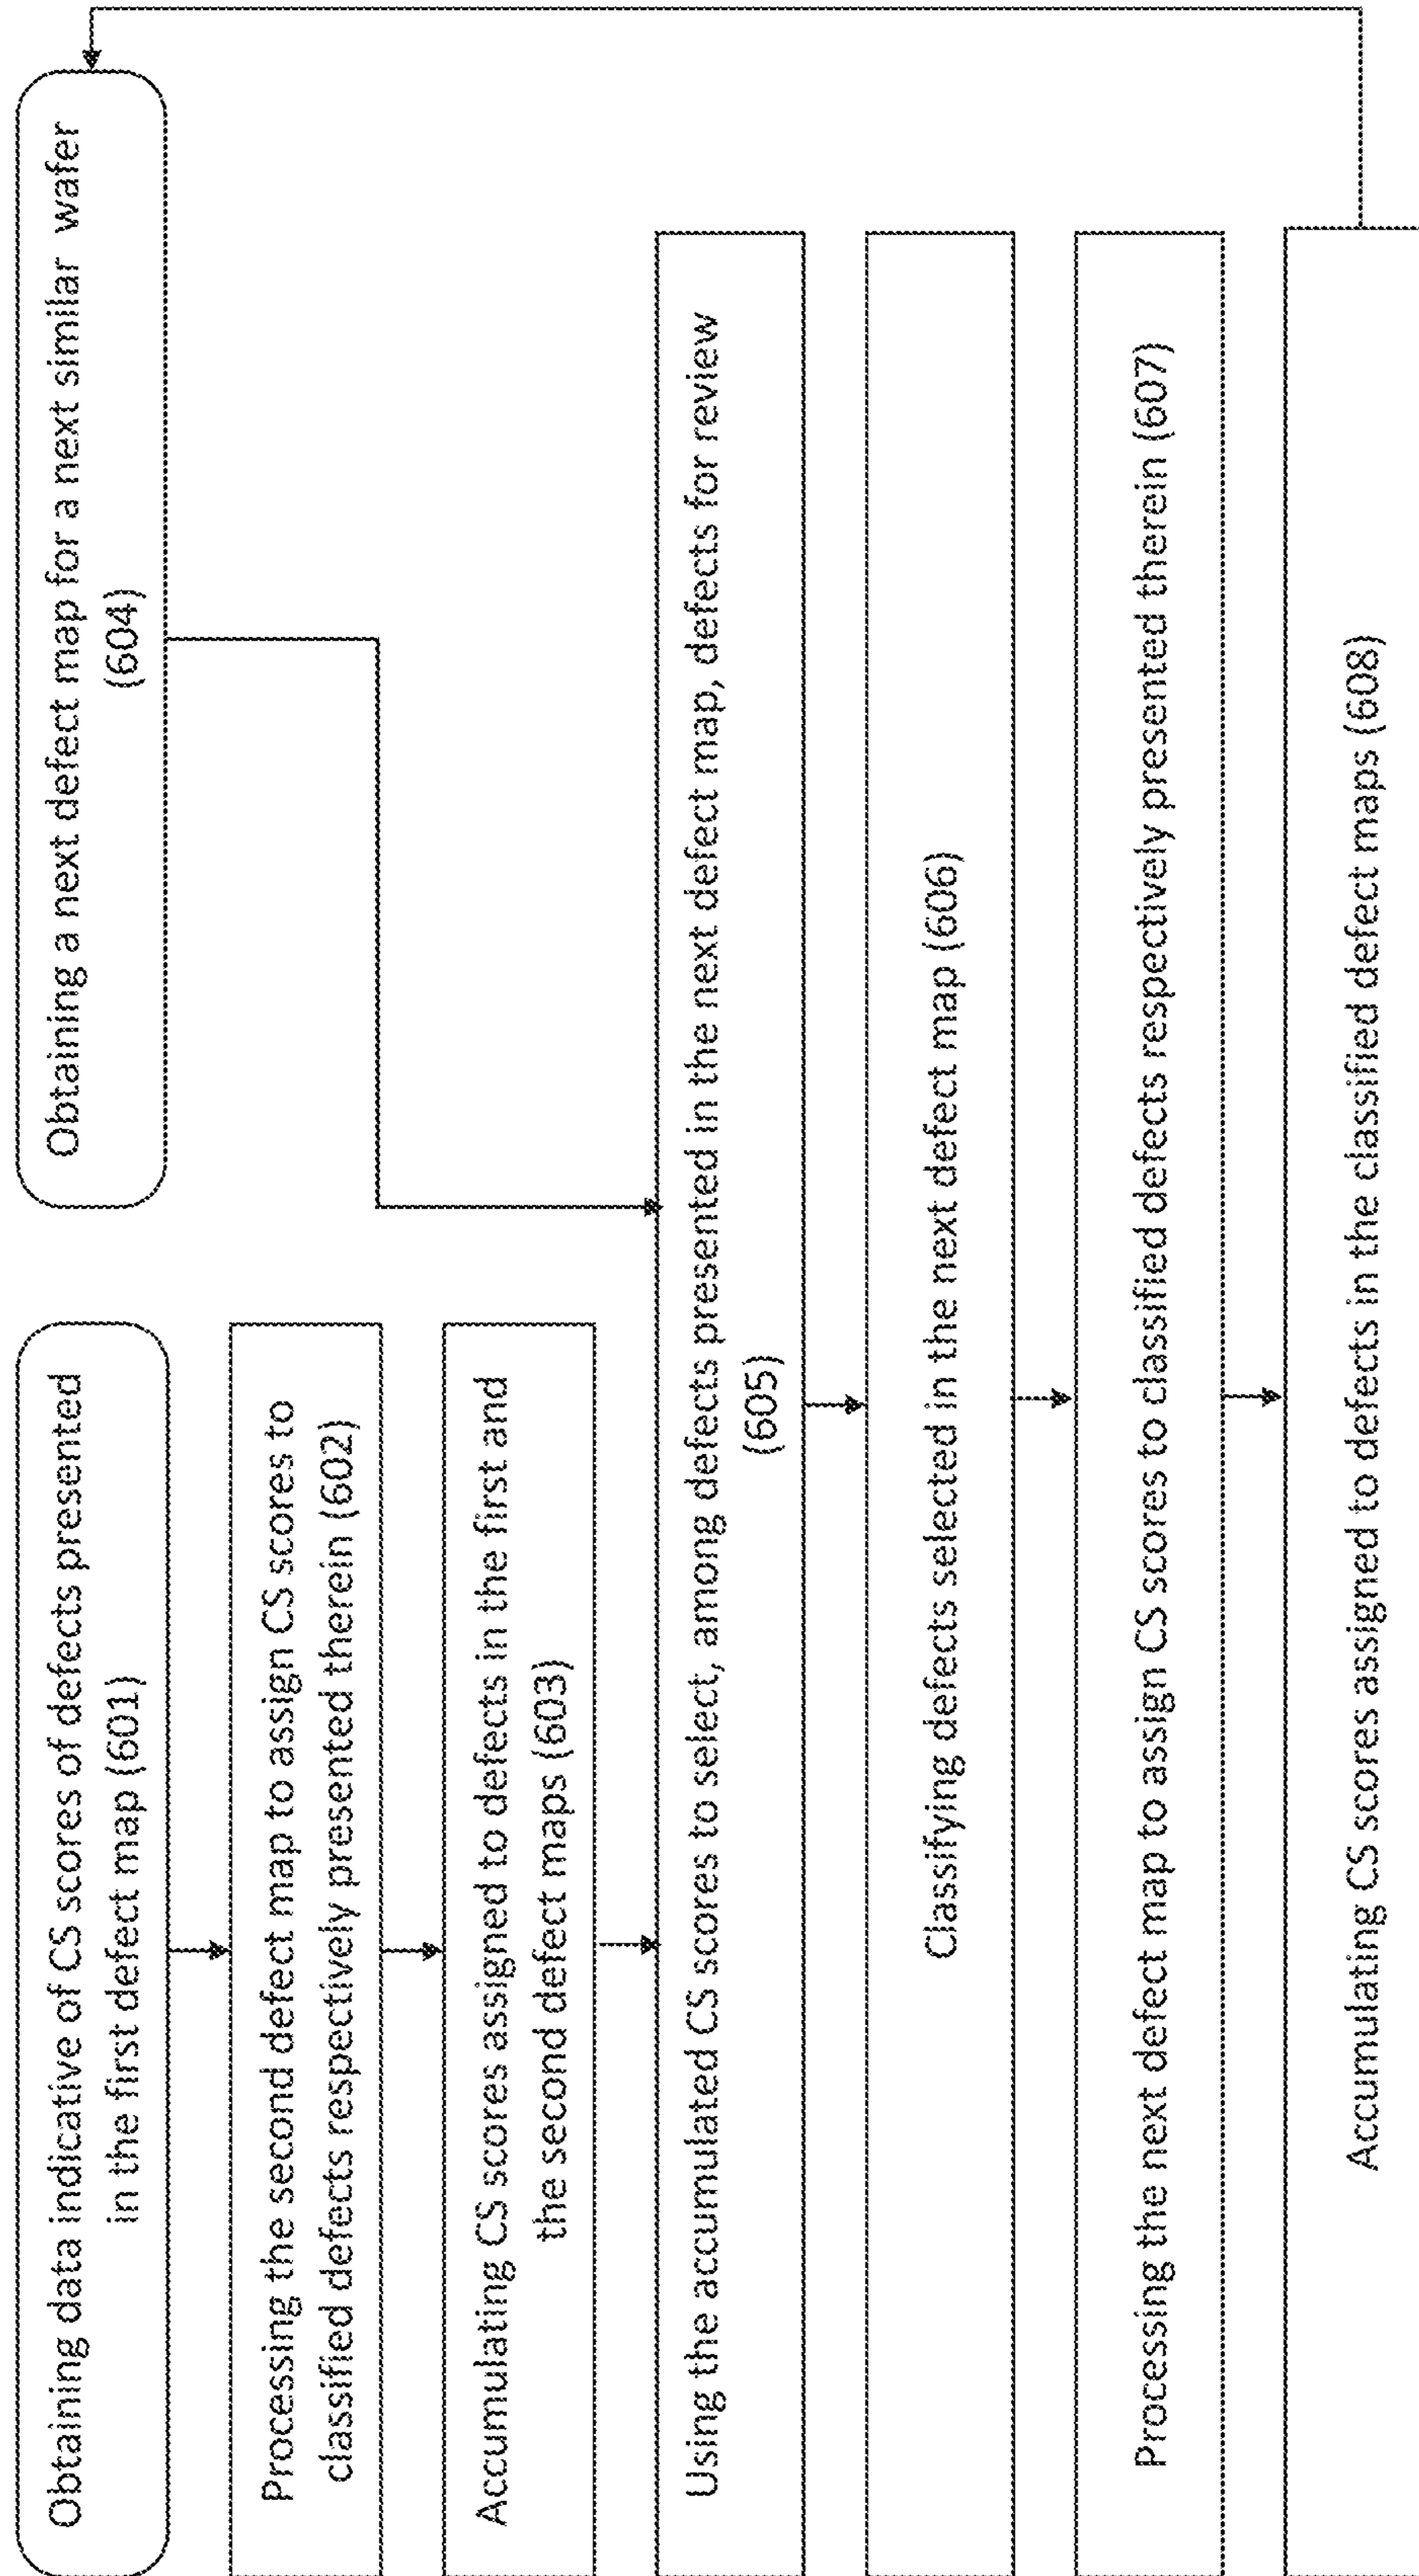 Obtaining data indicative of CS scores of defects presented
in the first defect map (601)
Processing the second defect map to assign CS scores to
classified defects respectively presented therein (602)
Accumulating CS scores assigned to defects in the first and
the second defect maps (603)
Obtaining a next defect map for a next similar wafer
(604)
Using the accumulated CS scores to select, among defects presented in the next defect map, defects for review
(605)
Classifying defects selected in the next defect map (606)
Processing the next defect map to assign CS scores to classified defects respectively presented therein (607)
Accumulating CS scores assigned to defects in the classified defect maps (608)